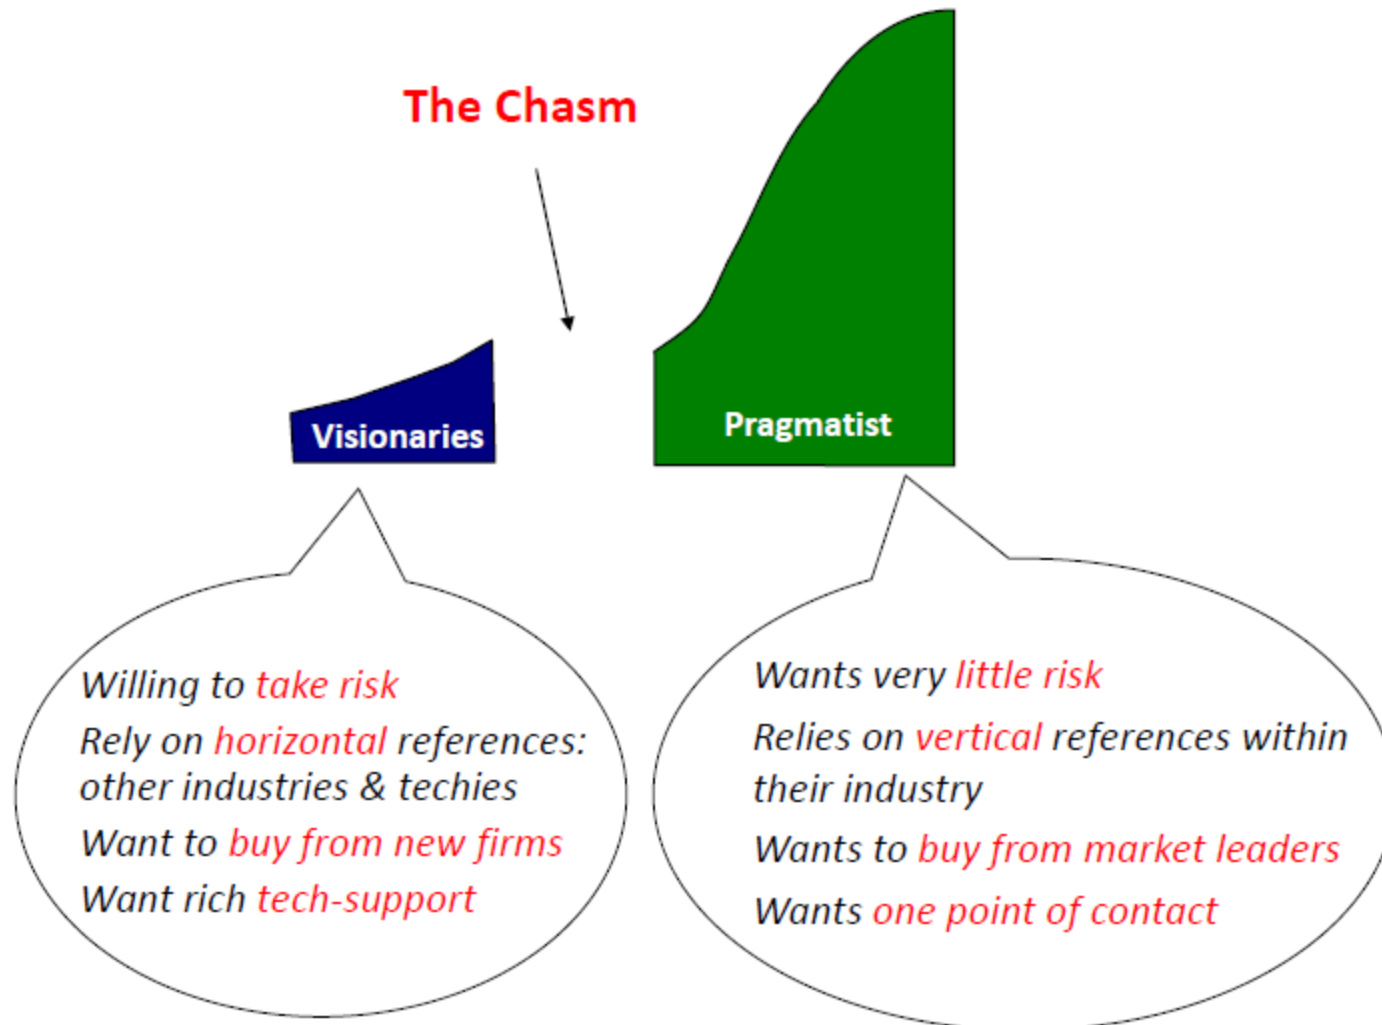 The Chasm
Visionaries
Pragmatist
Willing to take risk
Rely on horizontal references:
other industries & techies
Want to buy from new firms
Want rich tech-support
Wants very little risk
Relies on vertical references within
their industry
Wants to buy from market leaders
Wants one point of contact